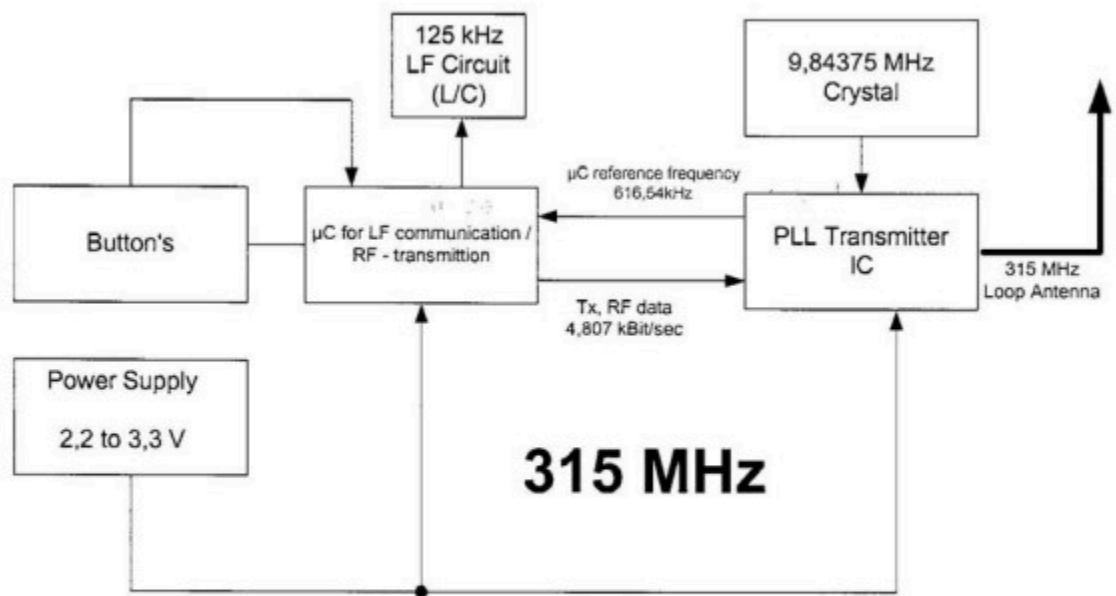 125 kHz
LF Circuit
(L/C)
9,84375 MHz
Crystal
µC reference frequency
616,54kHz
Button's
µC for LF communication /
RF - transmittion
PLL Transmitter
IC
315 MHz
Loop Antenna
Tx, RF data
4,807 kBit/sec
Power Supply
2,2 to 3,3 V
315 MHz